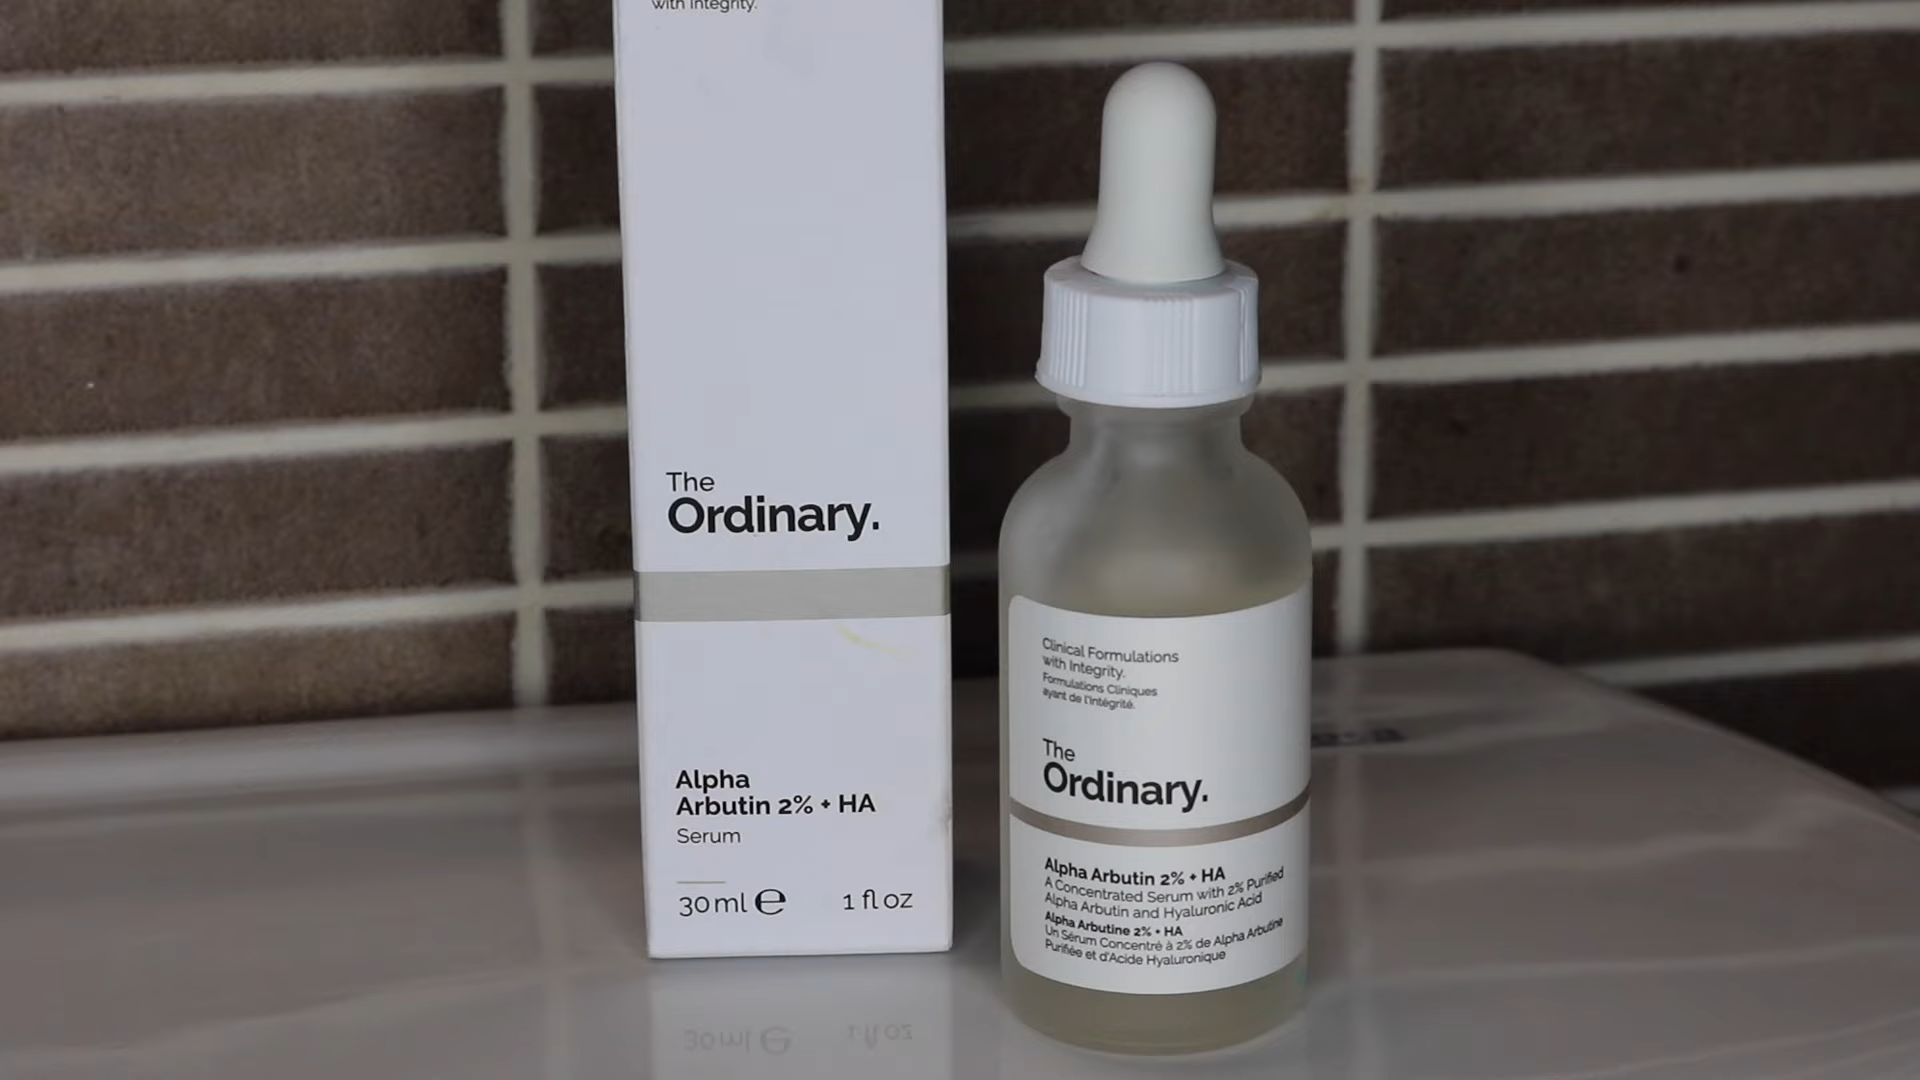 with Integrity.
The
Ordinary.
Alpha
Arbutin 2% + HA
Serum
30 ml e
1 fl oz
Clinical Formulations
with Integrity.
Formulations Cliniques
ayant de l'intégrité.
The
Ordinary.
Alpha Arbutin 2% + HA
A Concentrated Serum with 2% Purified
Alpha Arbutin and Hyaluronic Acid
Alpha Arbutine 2% + HA
Un Sérum Concentré à 2% de Alpha Arbutine
Purifiée et d'Acide Hyaluronique